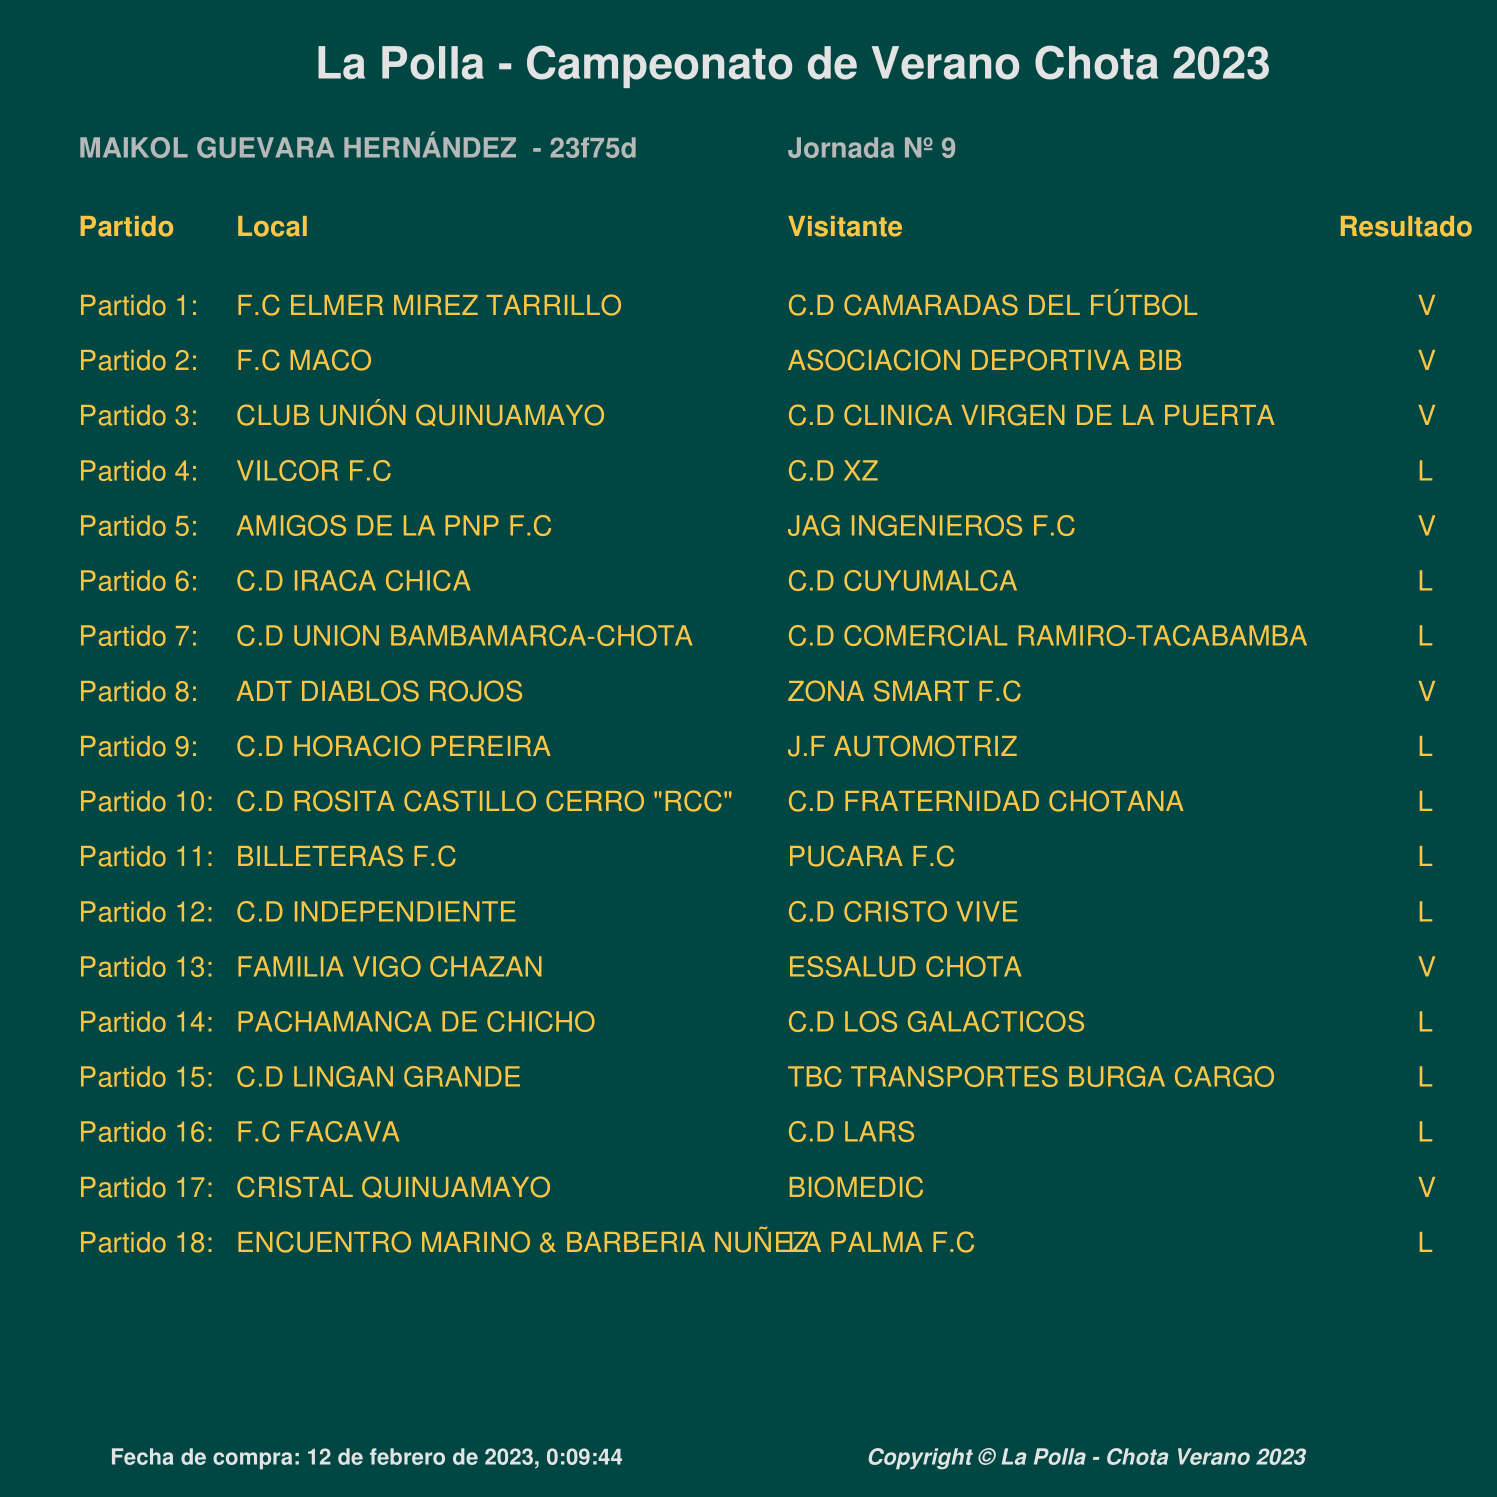 La Polla - Campeonato de Verano Chota 2023
MAIKOL GUEVARA HERNÁNDEZ - 23f75d Jornada Nº 9
Partido Local Visitante Resultado
Partido 1: F.C ELMER MIREZ TARRILLO C.D CAMARADAS DEL FÚTBOL V
Partido 2: F.C MACO ASOCIACION DEPORTIVA BIB V
Partido 3: CLUB UNIÓN QUINUAMAYO C.D CLINICA VIRGEN DE LA PUERTA V
Partido 4: VILCOR F.C C.D XZ L
Partido 5: AMIGOS DE LA PNP F.C JAG INGENIEROS F.C V
Partido 6: C.D IRACA CHICA C.D CUYUMALCA L
Partido 7: C.D UNION BAMBAMARCA-CHOTA C.D COMERCIAL RAMIRO-TACABAMBA L
Partido 8: ADT DIABLOS ROJOS ZONA SMART F.C V
Partido 9: C.D HORACIO PEREIRA J.F AUTOMOTRIZ L
Partido 10: C.D ROSITA CASTILLO CERRO "RCC" C.D FRATERNIDAD CHOTANA L
Partido 11: BILLETERAS F.C PUCARA F.C L
Partido 12: C.D INDEPENDIENTE C.D CRISTO VIVE L
Partido 13: FAMILIA VIGO CHAZAN ESSALUD CHOTA V
Partido 14: PACHAMANCA DE CHICHO C.D LOS GALACTICOS L
Partido 15: C.D LINGAN GRANDE TBC TRANSPORTES BURGA CARGO L
Partido 16: F.C FACAVA C.D LARS L
Partido 17: CRISTAL QUINUAMAYO BIOMEDIC V
Partido 18: ENCUENTRO MARINO & BARBERIA NUÑEZ LA PALMA F.C L
Fecha de compra: 12 de febrero de 2023, 0:09:44 Copyright © La Polla - Chota Verano 2023